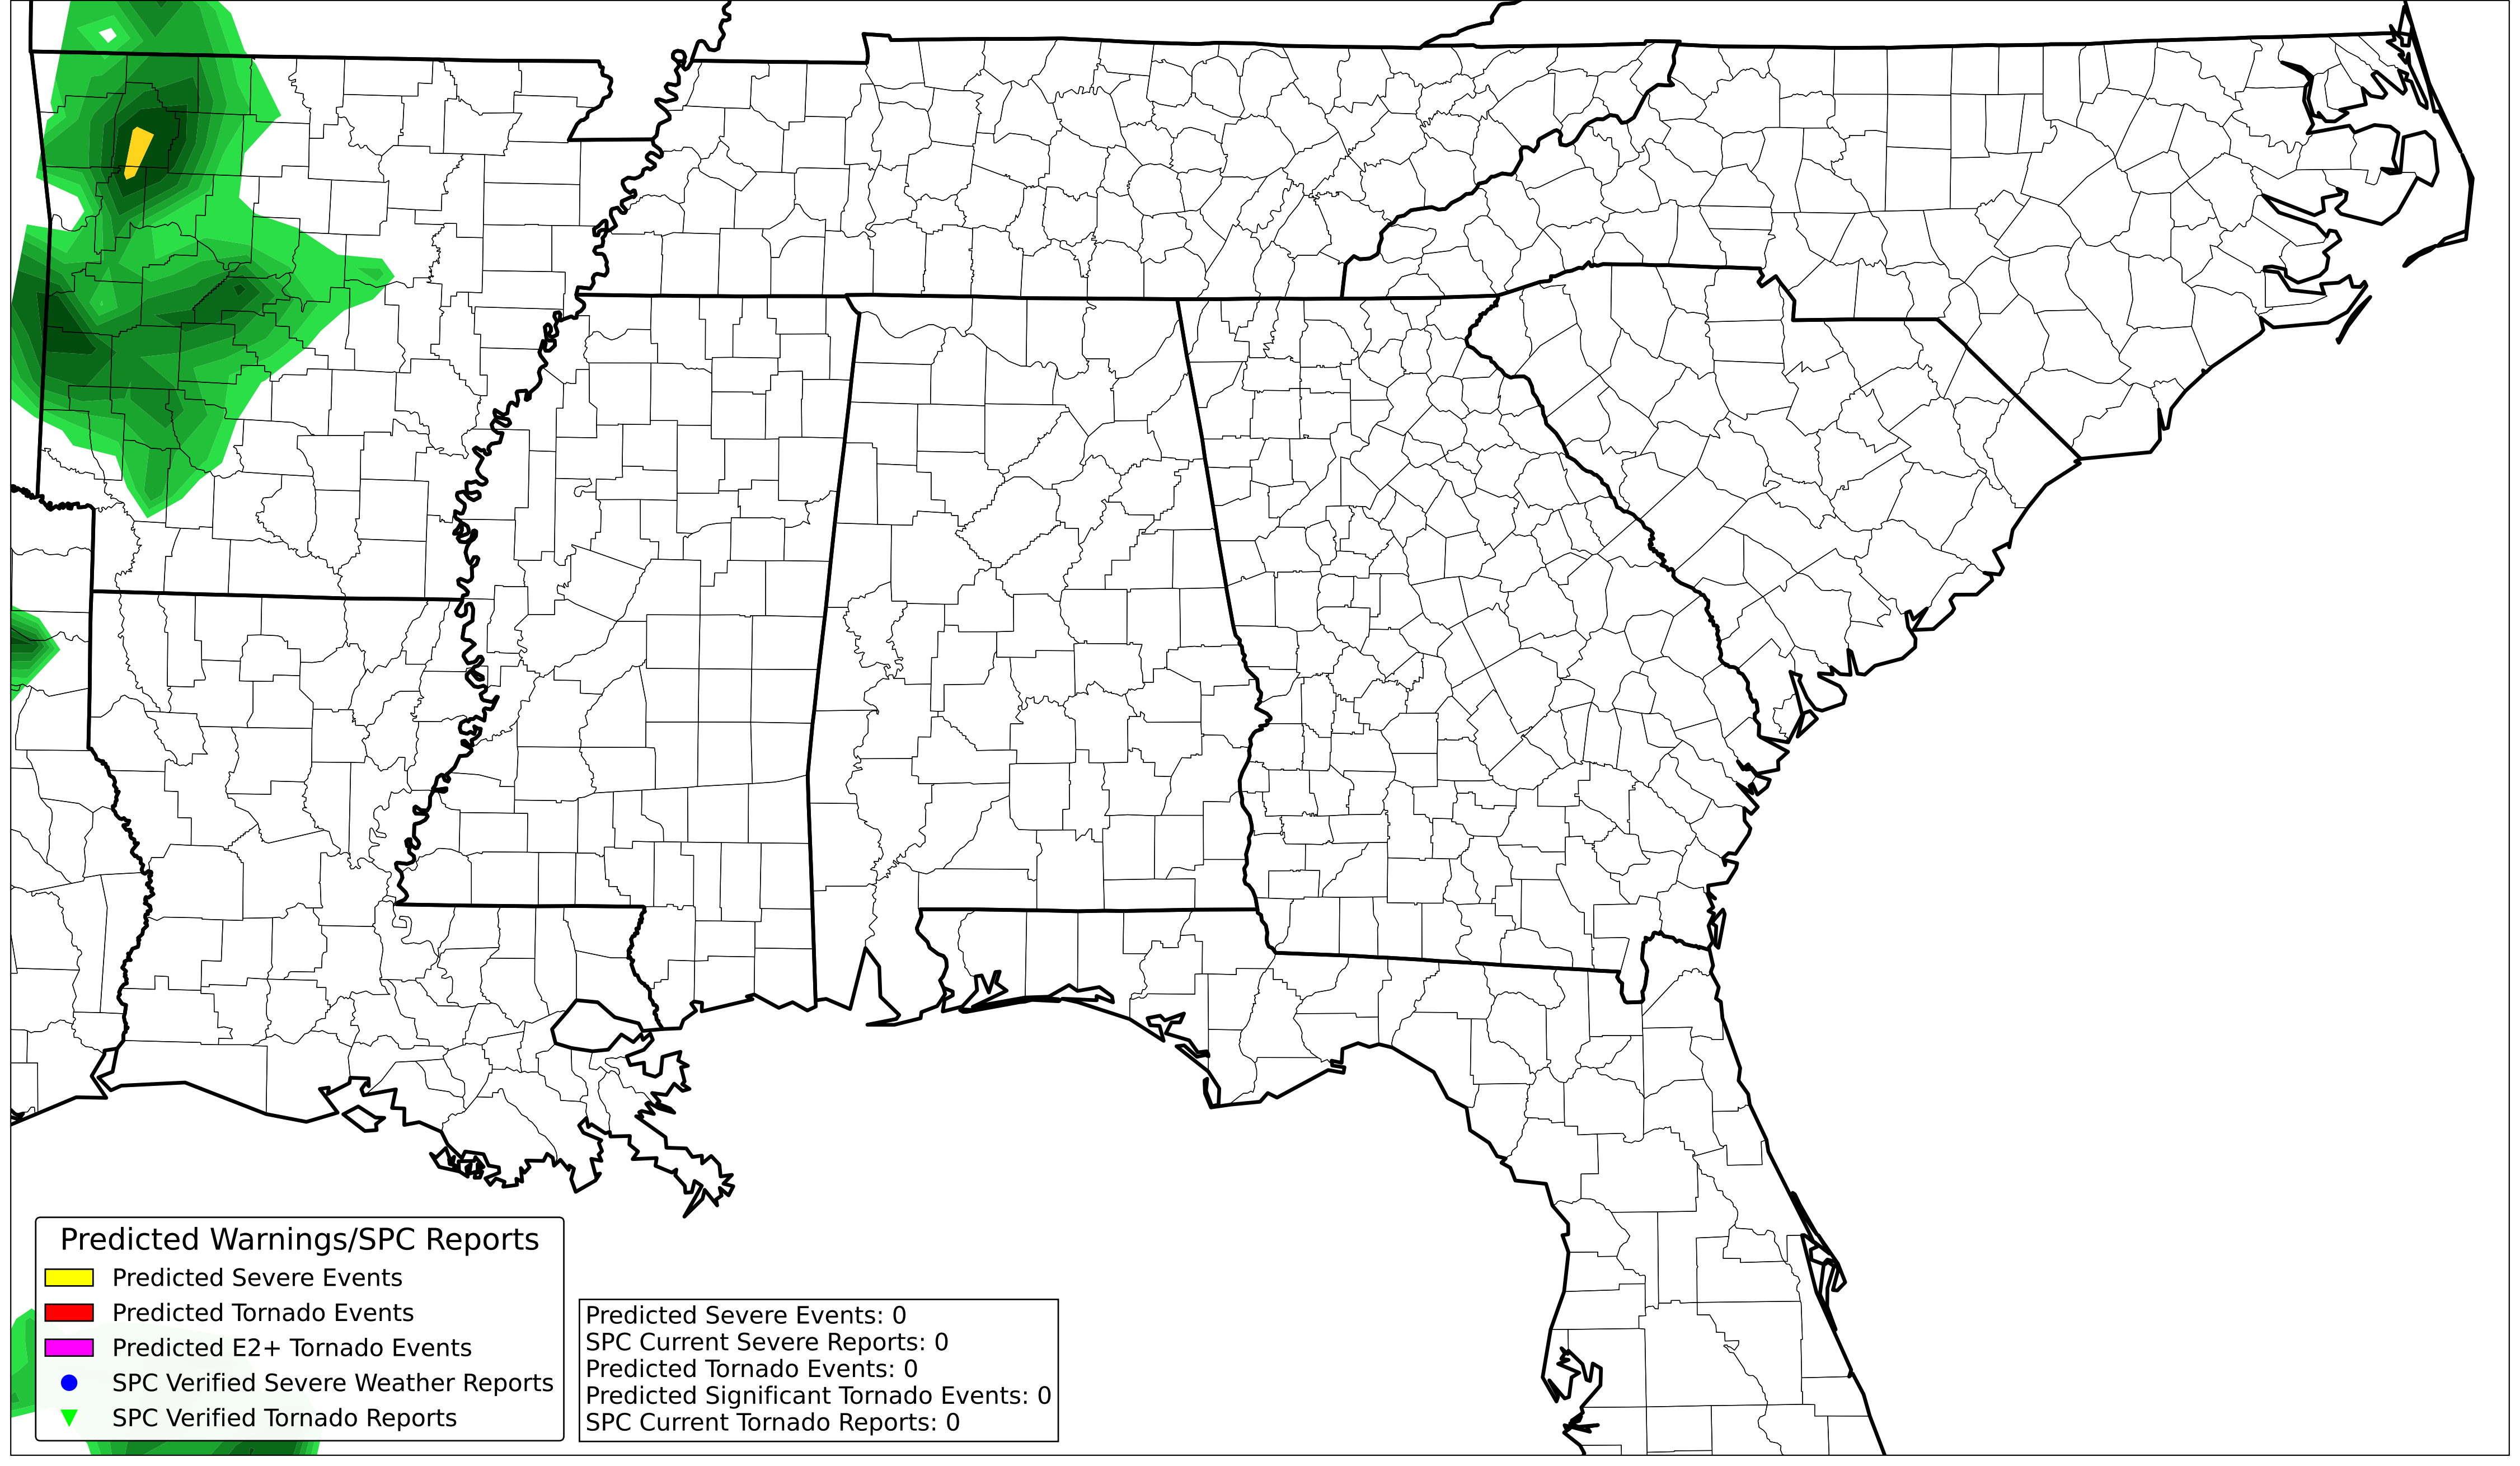 Predicted Warnings/SPC Reports
Predicted Severe Events
Predicted Tornado Events
Predicted E2+ Tornado Events
SPC Verified Severe Weather Reports
SPC Verified Tornado Reports
Predicted Severe Events: 0
SPC Current Severe Reports: 0
Predicted Tornado Events: 0
Predicted Significant Tornado Events: 0
SPC Current Tornado Reports: 0